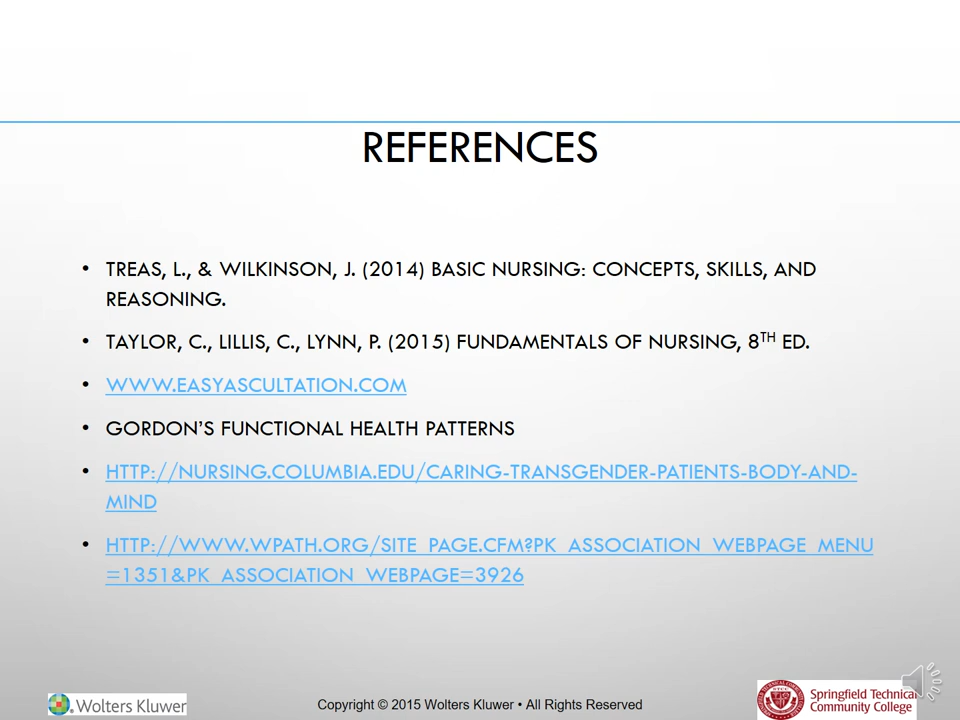 REFERENCES
• TREAS, L., & WILKINSON, J. (2014) BASIC NURSING: CONCEPTS, SKILLS, AND
REASONING.
• TAYLOR, C., LILLIS, C., LYNN, P. (2015) FUNDAMENTALS OF NURSING, 8TH ED.
• WWW.EASYASCULTATION.COM
• GORDON’S FUNCTIONAL HEALTH PATTERNS
• HTTP://NURSING.COLUMBIA.EDU/CARING-TRANSGENDER-PATIENTS-BODY-AND-
MIND
• HTTP://WWW.WPATH.ORG/SITE_PAGE.CFM?PK_ASSOCIATION_WEBPAGE_MENU
=1351&PK_ASSOCIATION_WEBPAGE=3926
Wolters Kluwer
Copyright © 2015 Wolters Kluwer • All Rights Reserved
Springfield Technical
Community College